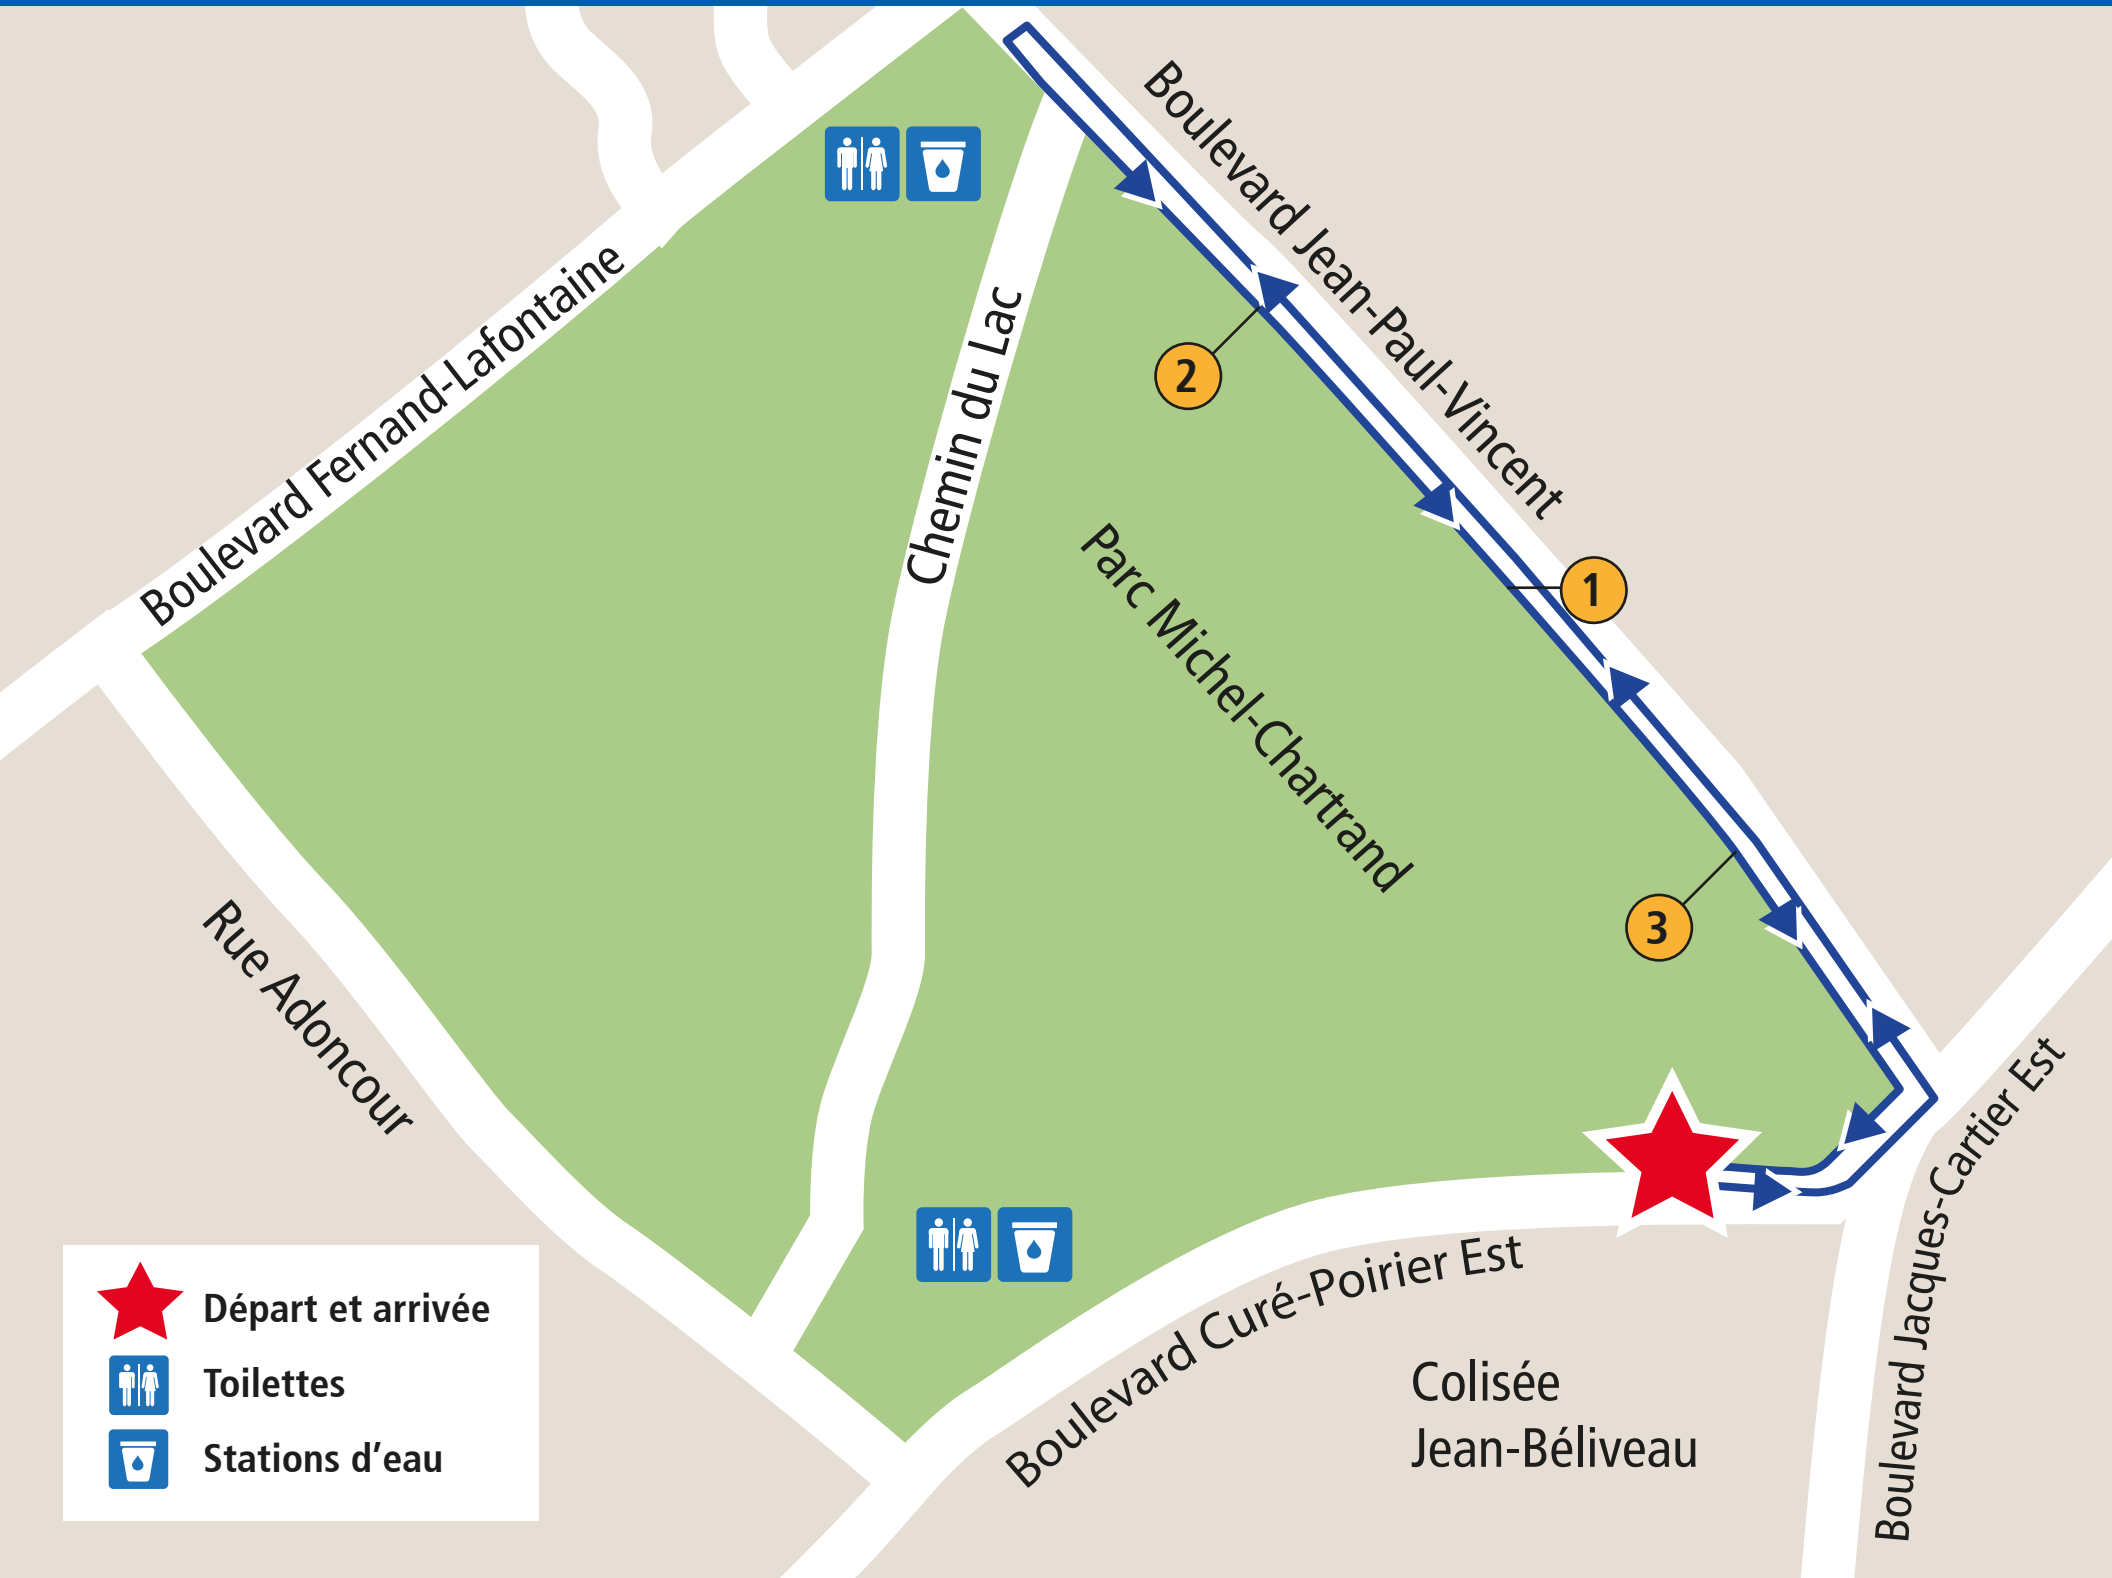 Boulevard Jean-Paul-Vincent
Boulevard Fernand-Lafontaine
Chemin du Lac
2
1
Parc Michel-Chartrand
3
Rue Adoncour
Boulevard Jacques-Cartier Est
Boulevard Curé-Poirier Est
Colisée
Jean-Béliveau
Départ et arrivée
Toilettes
Stations d’eau